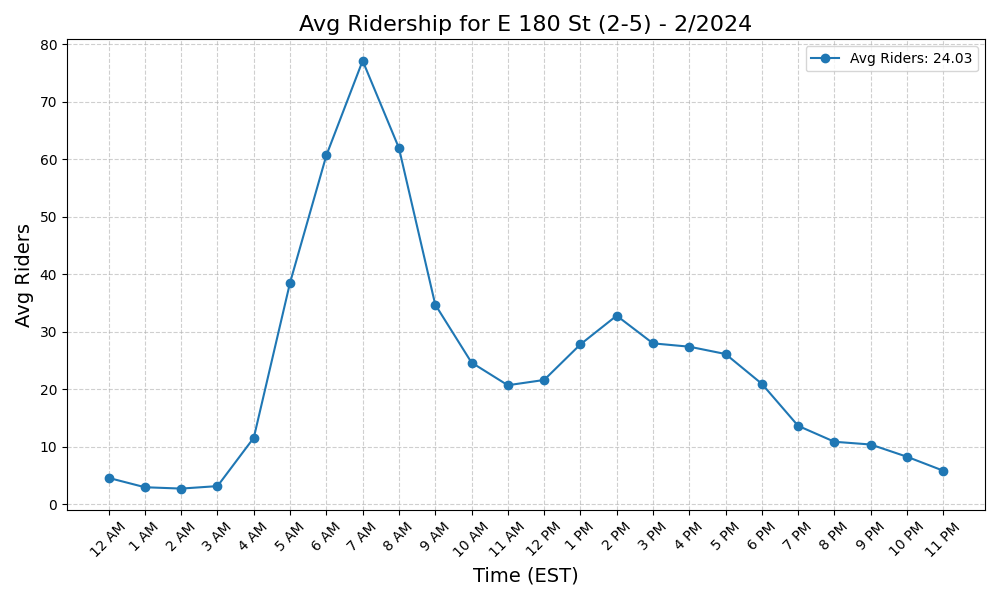 Avg Ridership for E 180 St (2-5) - 2/2024
Avg Riders: 24.03
Avg Riders
80
70
60
50
40
30
20
10
0
12 AM
1 AM
2 AM
3 AM
4 AM
5 AM
6 AM
7 AM
8 AM
9 AM
10 AM
11 AM
12 PM
1 PM
2 PM
3 PM
4 PM
5 PM
6 PM
7 PM
8 PM
9 PM
10 PM
11 PM
Time (EST)